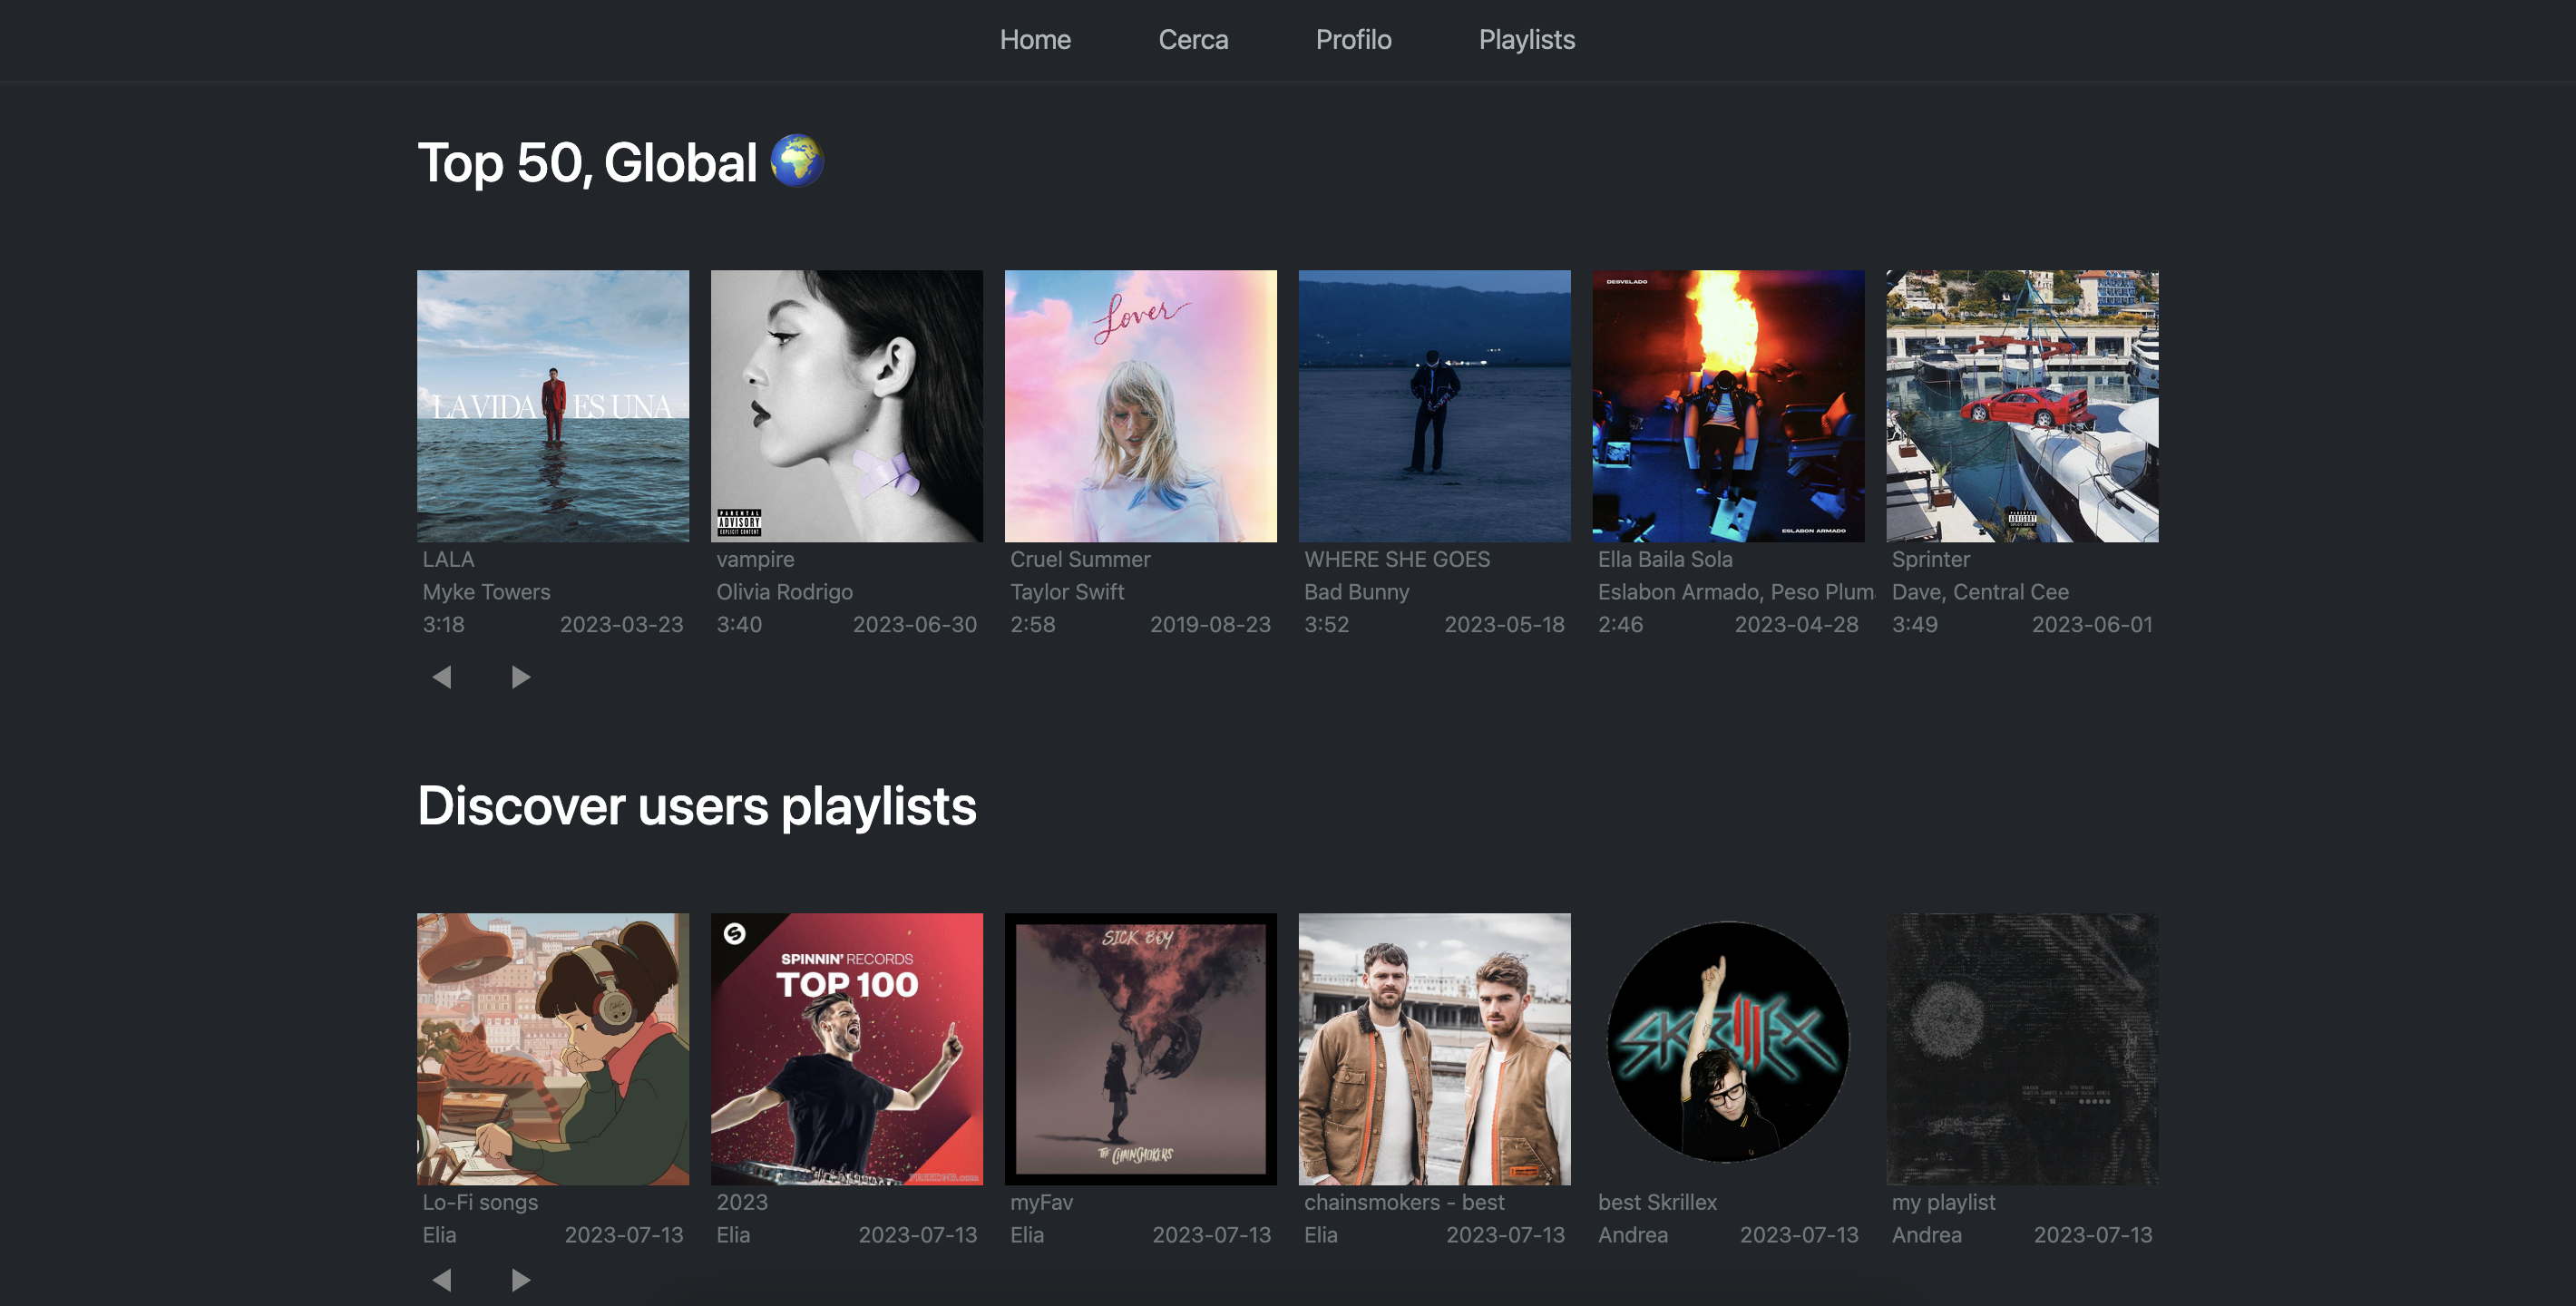 Home Cerca Profilo Playlists
Top 50, Global
LA VIDA ES UNA
PARENTAL
ADVISORY
EXPLICIT CONTENT
Lover
DESVELADO
ESLABON ARMADO
PARENTAL
ADVISORY
EXPLICIT CONTENT
LALA
Myke Towers
3:18 2023-03-23
vampire
Olivia Rodrigo
3:40 2023-06-30
Cruel Summer
Taylor Swift
2:58 2019-08-23
WHERE SHE GOES
Bad Bunny
3:52 2023-05-18
Ella Baila Sola
Eslabon Armado, Peso Plum
2:46 2023-04-28
Sprinter
Dave, Central Cee
3:49 2023-06-01
Discover users playlists
SPINNIN' RECORDS
TOP 100
SICK BOY
THE CHAINSMOKERS
SKRILLEX
Lo-Fi songs
Elia 2023-07-13
2023
Elia 2023-07-13
myFav
Elia 2023-07-13
chainsmokers - best
Elia 2023-07-13
best Skrillex
Andrea 2023-07-13
my playlist
Andrea 2023-07-13